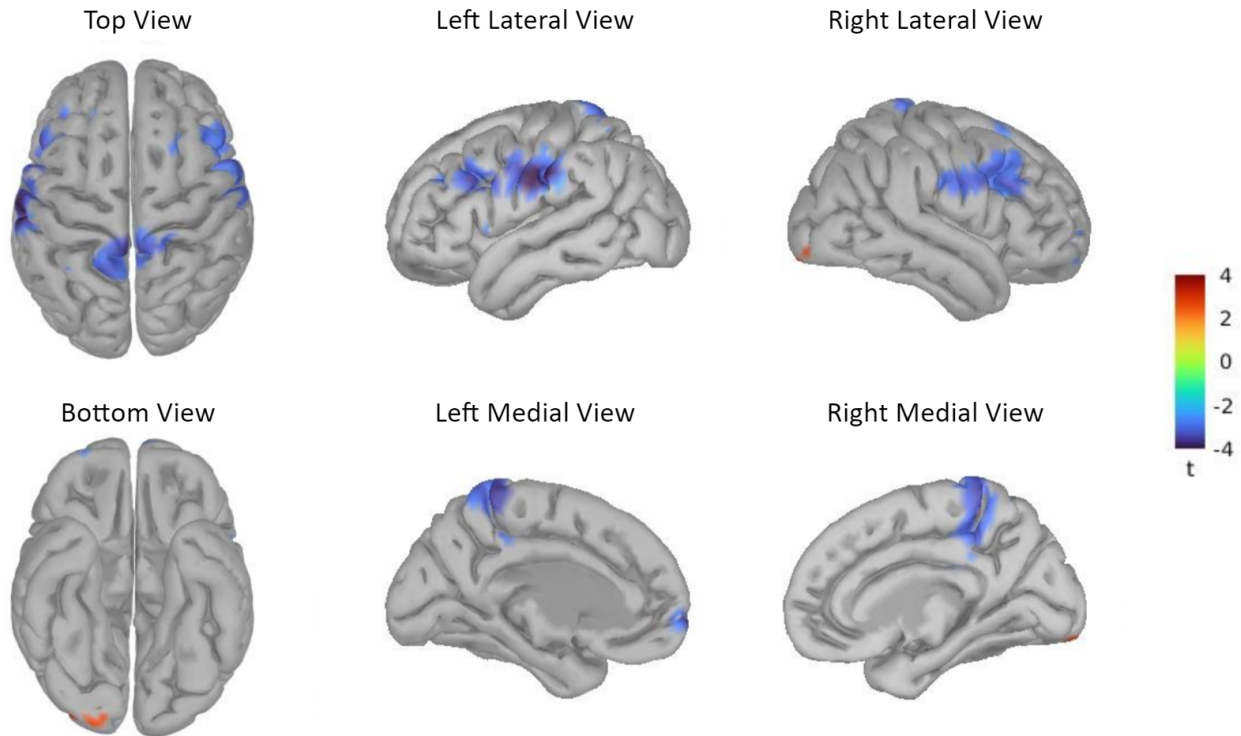 Top View
Left Lateral View
Right Lateral View
4
2
0
-2
-4
t
Bottom View
Left Medial View
Right Medial View